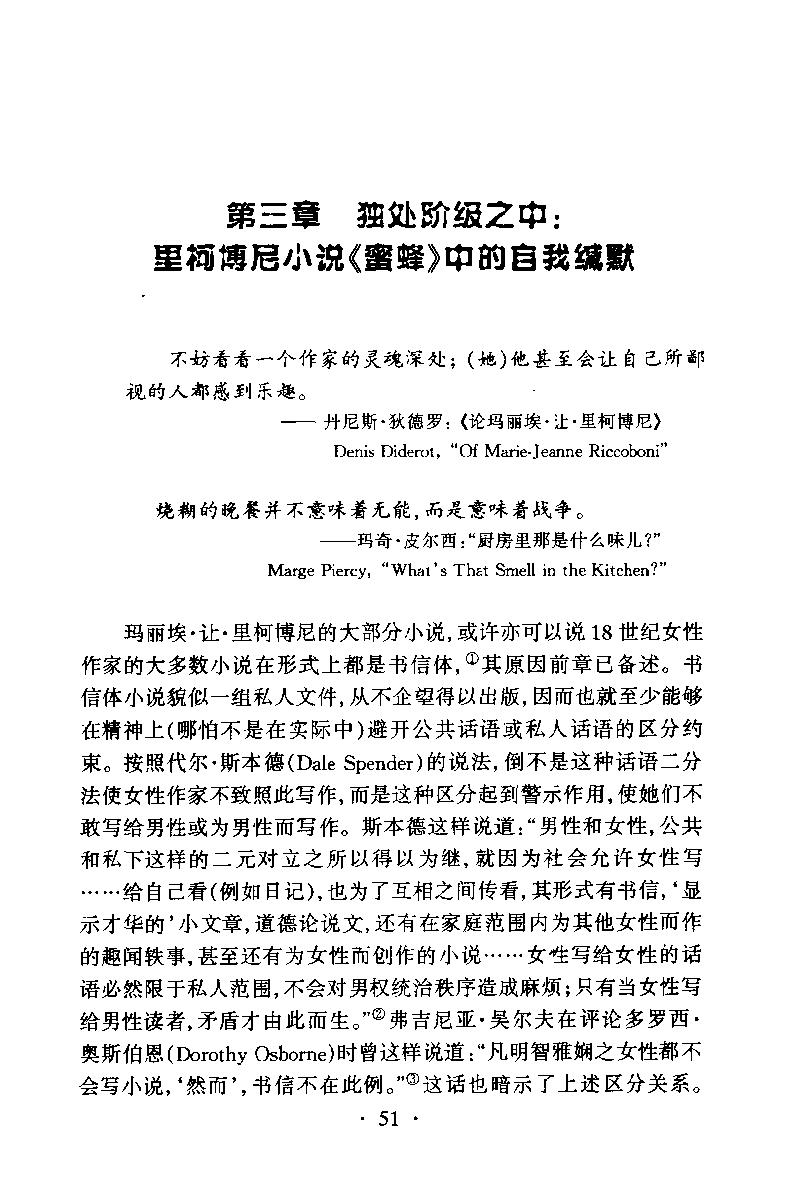 第三章　独处阶级之中：
里柯博尼小说《蜜蜂》中的自我缄默
不妨看看一个作家的灵魂深处；(她)他甚至会让自己所鄙
视的人都感到乐趣。
—— 丹尼斯·狄德罗：《论玛丽埃·让·里柯博尼》
Denis Diderot, “Of Marie-Jeanne Riccoboni”
烧糊的晚餐并不意味着无能，而是意味着战争。
——玛奇·皮尔西：“厨房里那是什么味儿？”
Marge Piercy, “What's That Smell in the Kitchen?”
玛丽埃·让·里柯博尼的大部分小说，或许亦可以说 18 世纪女性
作家的大多数小说在形式上都是书信体，①其原因前章已备述。书
信体小说貌似一组私人文件，从不企望得以出版，因而也就至少能够
在精神上(哪怕不是在实际中)避开公共话语或私人话语的区分约
束。按照代尔·斯本德(Dale Spender)的说法，倒不是这种话语二分
法使女性作家不致照此写作，而是这种区分起到警示作用，使她们不
敢写给男性或为男性而写作。斯本德这样说道：“男性和女性，公共
和私下这样的二元对立之所以得以为继，就因为社会允许女性写
……给自己看(例如日记)，也为了互相之间传看，其形式有书信，‘显
示才华的’小文章，道德论说文，还有在家庭范围内为其他女性而作
的趣闻轶事，甚至还有为女性而创作的小说……女性写给女性的话
语必然限于私人范围，不会对男权统治秩序造成麻烦；只有当女性写
给男性读者，矛盾才由此而生。”②弗吉尼亚·吴尔夫在评论多罗西·
奥斯伯恩(Dorothy Osborne)时曾这样说道：“凡明智雅娴之女性都不
会写小说，‘然而’，书信不在此例。”③这话也暗示了上述区分关系。
· 51 ·